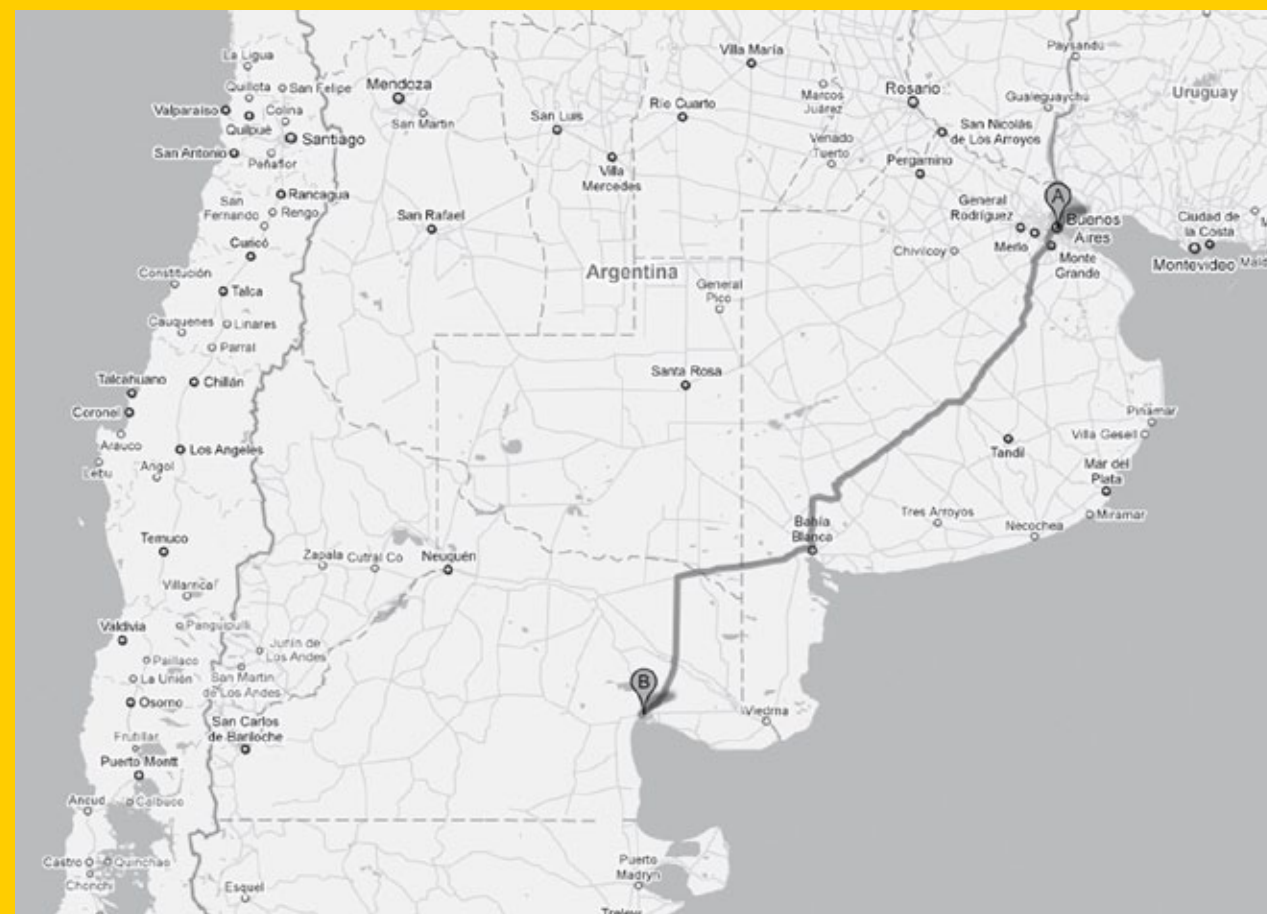 La Ligua
Quillota
San Felipe
Valparaíso
Colina
Quilpué
Santiago
San Antonio
Peñaflor
Rancagua
San
Fernando
Rengo
Curicó
Constitución
Talca
Cauquenes
Linares
Parral
Talcahuano
Chillán
Coronel
Arauco
Los Angeles
Lebu
Angol
Temuco
Villarrica
Valdivia
Panguipulli
Paillaco
La Unión
Osorno
Frutillar
Puerto Montt
Ancud
Calbuco
Castro
Quinchao
Chonchi
Mendoza
San Martin
San Luis
Villa
Mercedes
San Rafael
Río Cuarto
Villa María
Marcos
Juárez
Venado
Tuerto
Rosario
San Nicolás
de Los Arroyos
Pergamino
Paysandú
Gualeguaychú
Uruguay
A
General
Rodríguez
Buenos
Aires
Merlo
Monte
Grande
Chivilcoy
Ciudad de
la Costa
Montevideo
Argentina
General
Pico
Santa Rosa
Pinamar
Villa Gesell
Tandil
Mar del
Plata
Miramar
Necochea
Tres Arroyos
Bahía
Blanca
Zapala
Cutral Co
Neuquén
Junín de
Los Andes
San Martin
de Los Andes
San Carlos
de Bariloche
B
Viedma
Puerto
Madryn
Esquel